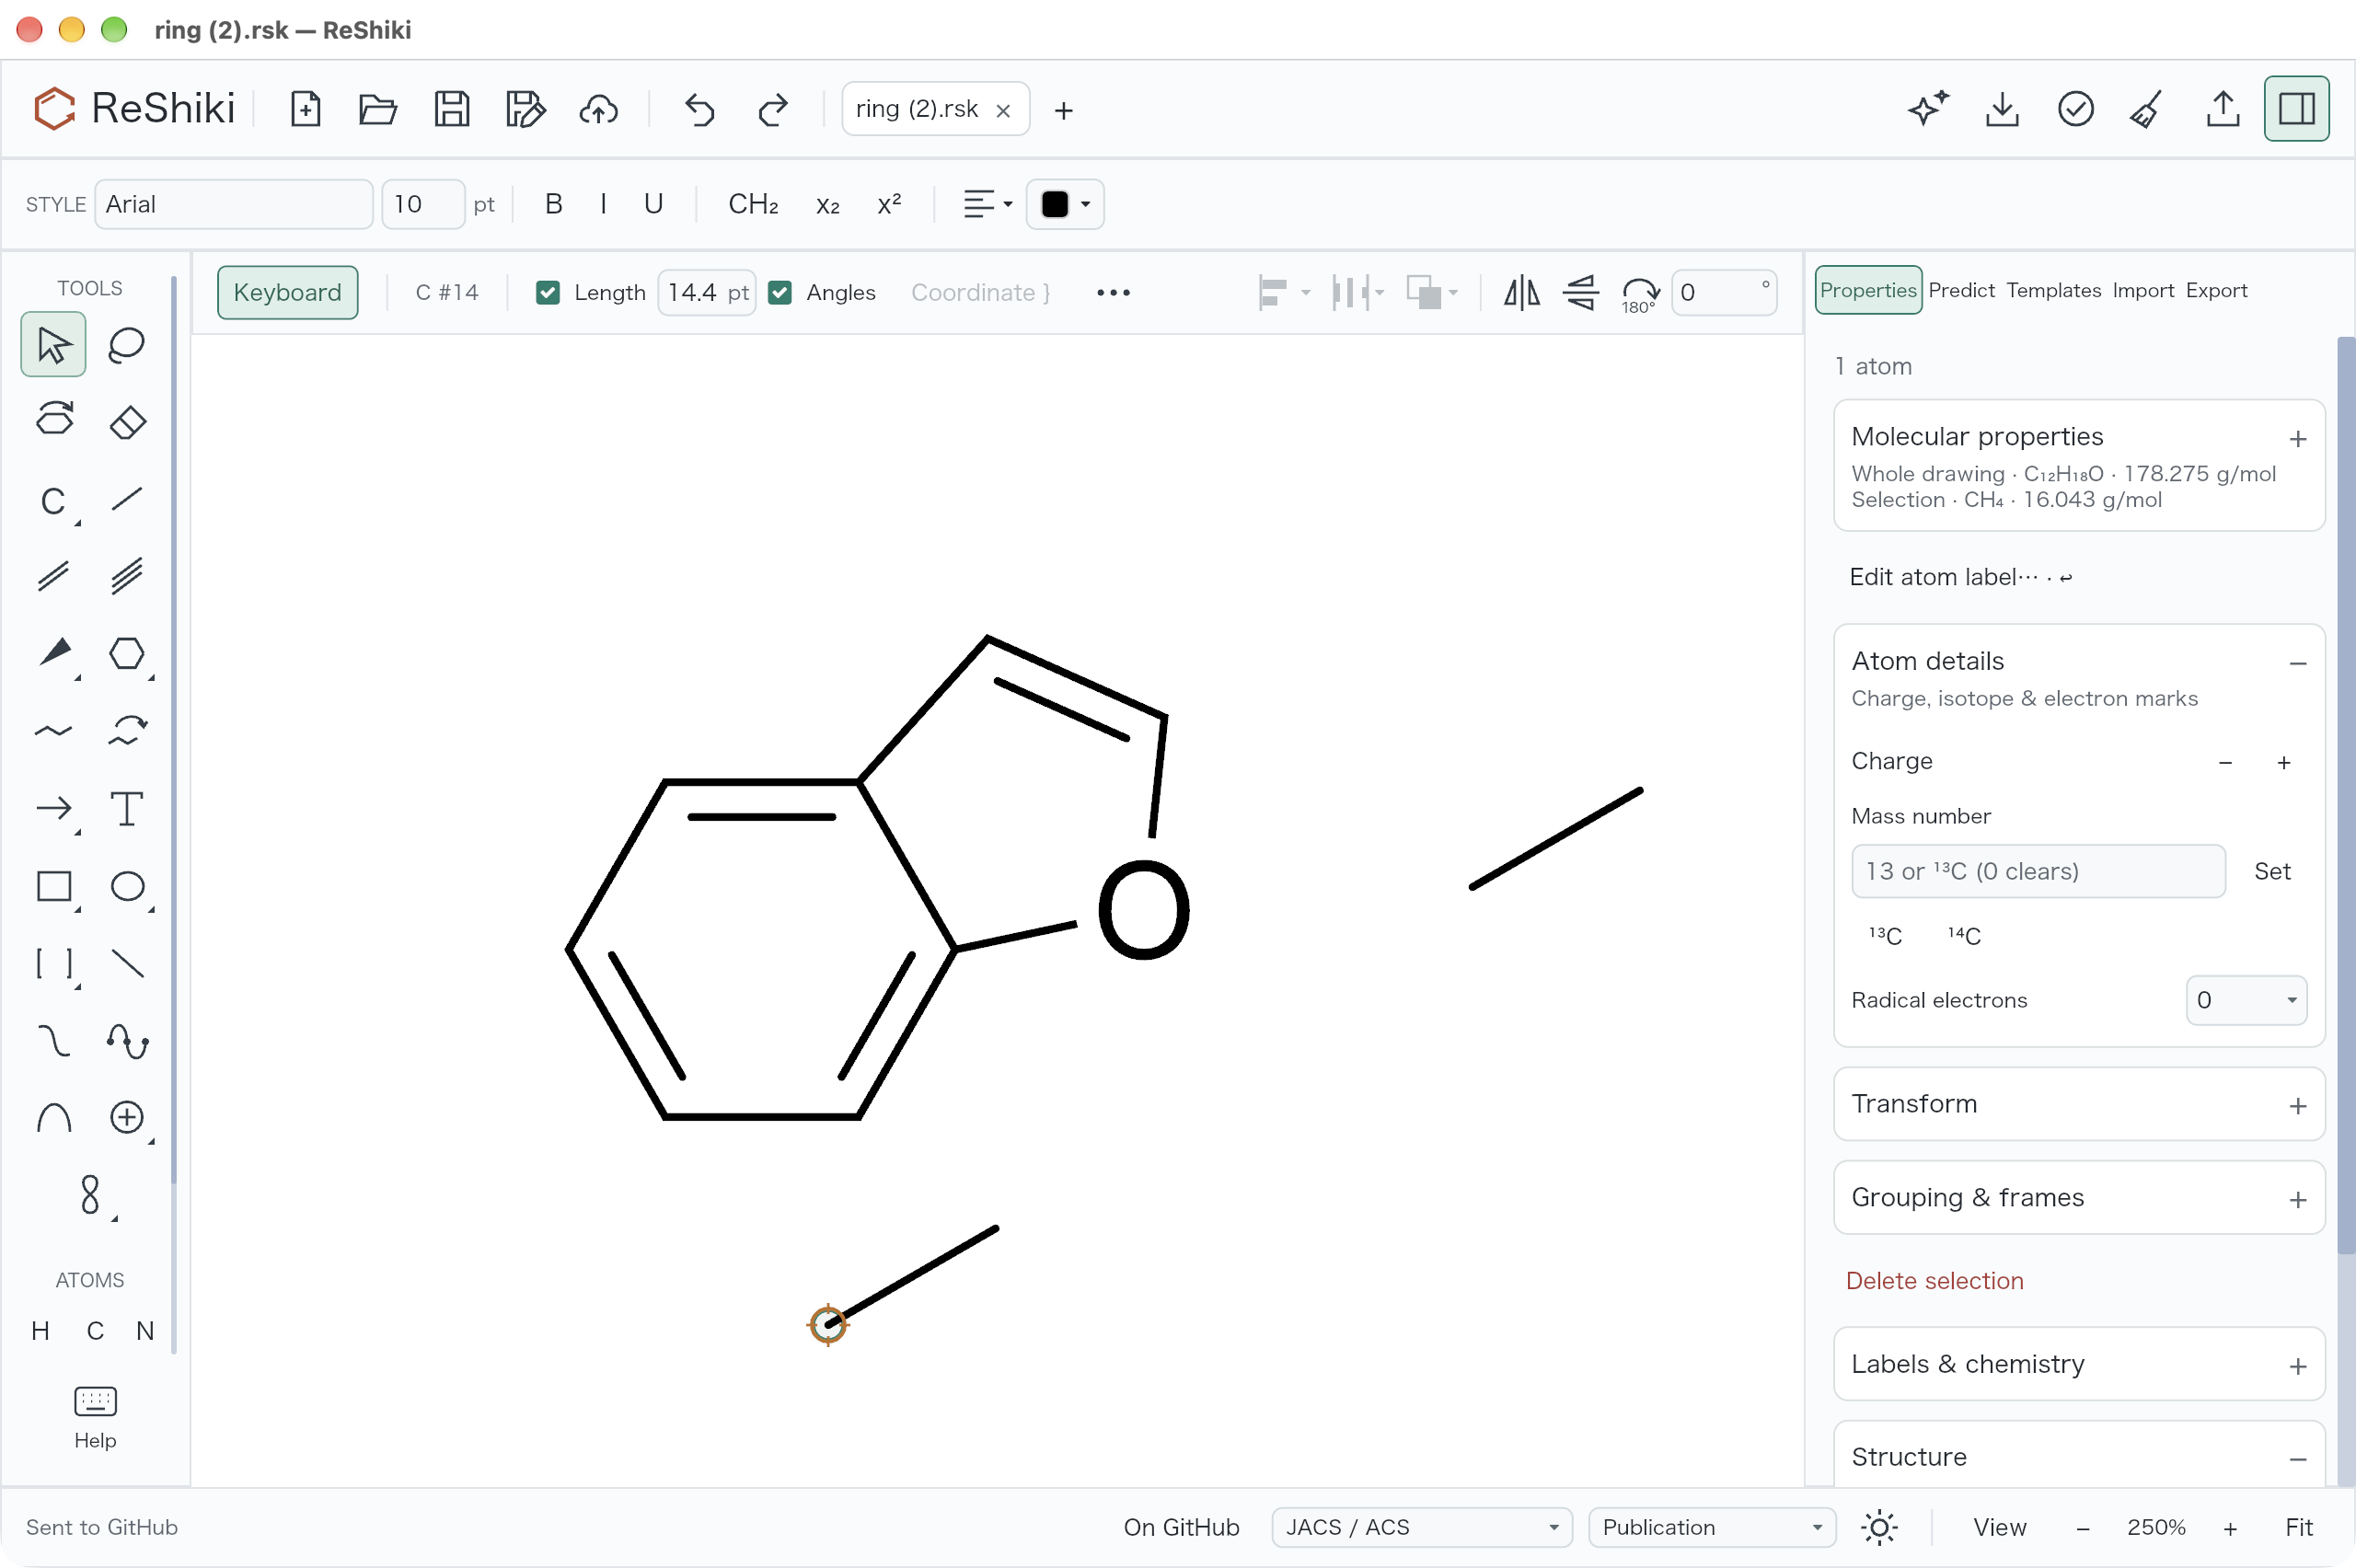 ring (2).rsk — ReShiki
ReShiki
ring (2).rsk ×
+
STYLE Arial 10 pt B I U CH₂ x₂ x²
TOOLS
Keyboard C #14 Length 14.4 pt Angles Coordinate } ••• 180° 0 °
Properties Predict Templates Import Export
1 atom
Molecular properties +
Whole drawing · C₁₂H₁₈O · 178.275 g/mol
Selection · CH₄ · 16.043 g/mol
Edit atom label··· · ↩
Atom details −
Charge, isotope & electron marks
Charge − +
Mass number
13 or ¹³C (0 clears) Set
¹³C ¹⁴C
Radical electrons 0
Transform +
Grouping & frames +
Delete selection
Labels & chemistry +
Structure −
C
T
[ ]
ATOMS
H C N
Help
O
Sent to GitHub
On GitHub JACS / ACS Publication View − 250% + Fit